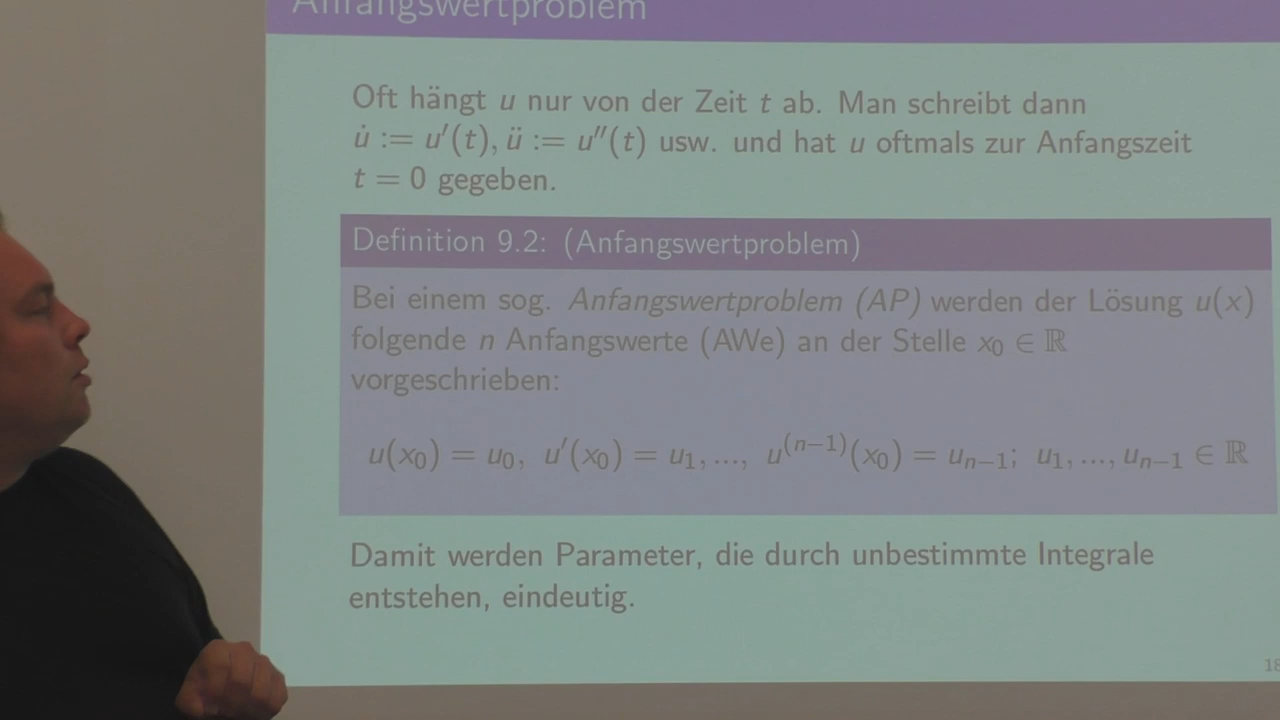 Anfangswertproblem
Oft hängt u nur von der Zeit t ab. Man schreibt dann
u̇ := u′(t), ü := u″(t) usw. und hat u oftmals zur Anfangszeit
t = 0 gegeben.
Definition 9.2: (Anfangswertproblem)
Bei einem sog. Anfangswertproblem (AP) werden der Lösung u(x)
folgende n Anfangswerte (AWe) an der Stelle x₀ ∈ ℝ
vorgeschrieben:
u(x₀) = u₀, u′(x₀) = u₁, ..., u⁽ⁿ⁻¹⁾(x₀) = uₙ₋₁; u₁, ..., uₙ₋₁ ∈ ℝ
Damit werden Parameter, die durch unbestimmte Integrale
entstehen, eindeutig.